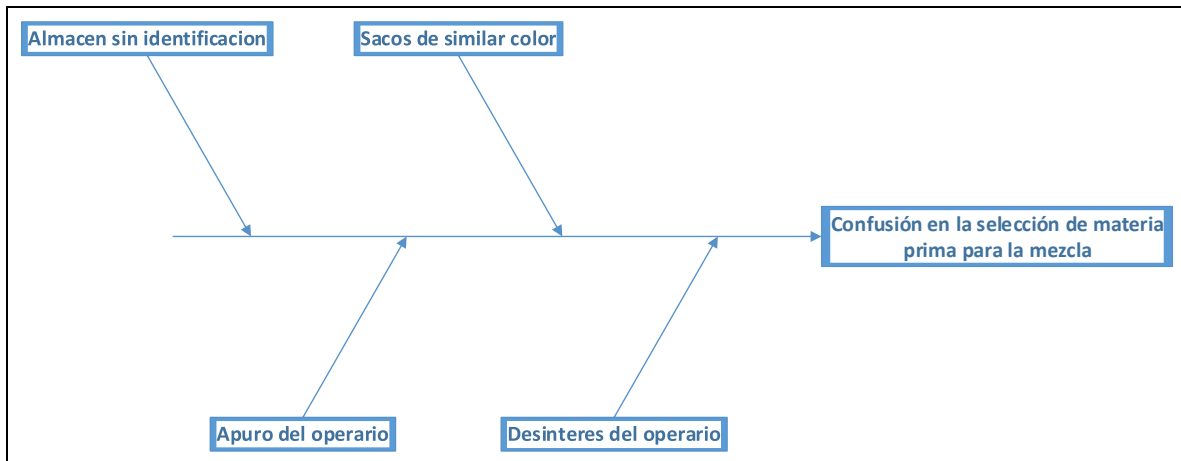 Almacen sin identificacion
Sacos de similar color
Confusión en la selección de materia
prima para la mezcla
Apuro del operario
Desinteres del operario